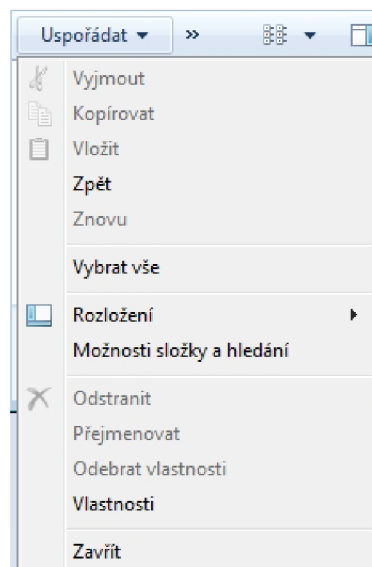 Uspořádat »
Vyjmout
Kopírovat
Vložit
Zpět
Znovu
Vybrat vše
Rozložení
Možnosti složky a hledání
Odstranit
Přejmenovat
Odebrat vlastnosti
Vlastnosti
Zavřít